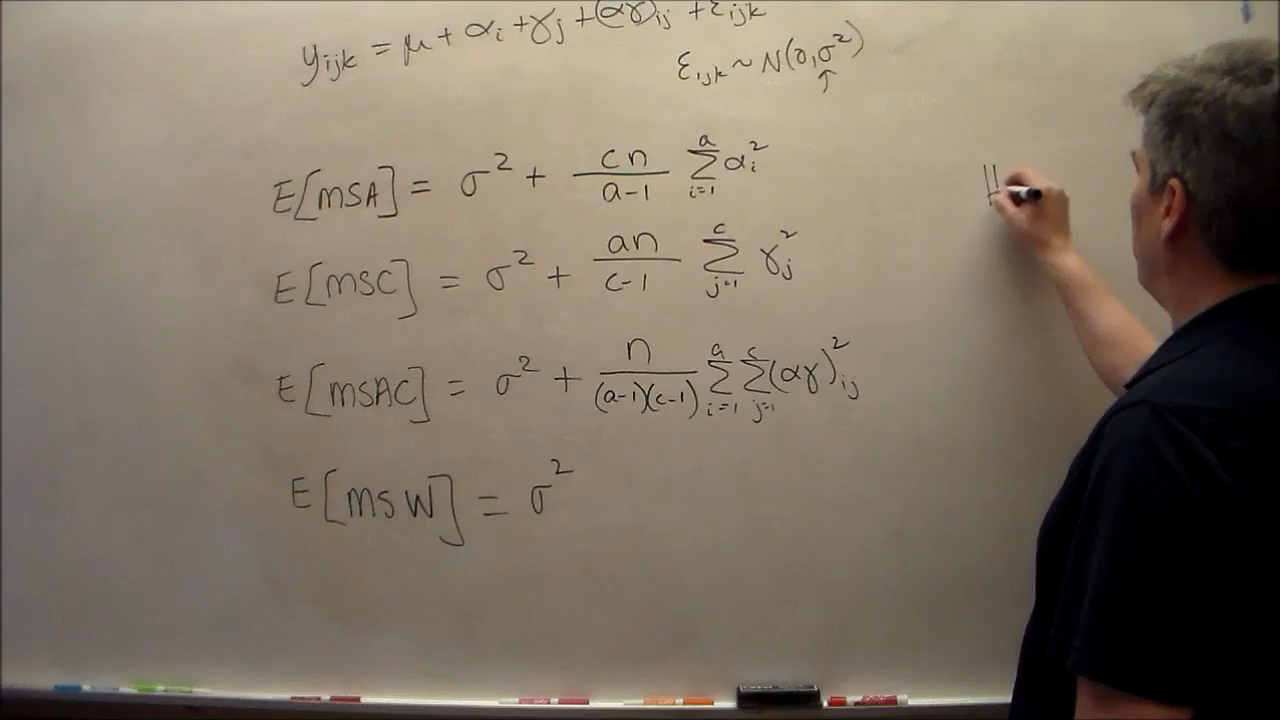 y_ijk = μ + α_i + γ_j + (αγ)_ij + ε_ijk
ε_ijk ~ N(0, σ²)
↑
E[MSA] = σ² + cn/(a-1) Σ_{i=1}^{a} α_i²
H
E[MSC] = σ² + an/(c-1) Σ_{j=1}^{c} γ_j²
E[MSAC] = σ² + n/((a-1)(c-1)) Σ_{i=1}^{a} Σ_{j=1}^{c} (αγ)²_ij
E[MSW] = σ²